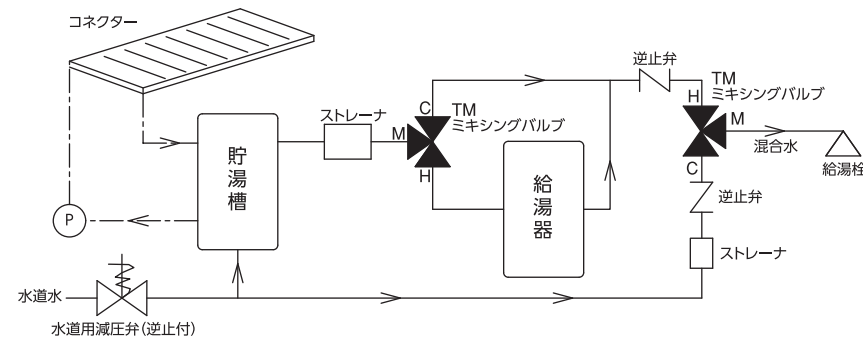 コネクター
逆止弁
TM
ミキシングバルブ
H
M
混合水
給湯栓
C
逆止弁
ストレーナ
ストレーナ
C
TM
ミキシングバルブ
M
H
貯湯槽
給湯器
P
水道水
水道用減圧弁(逆止付)